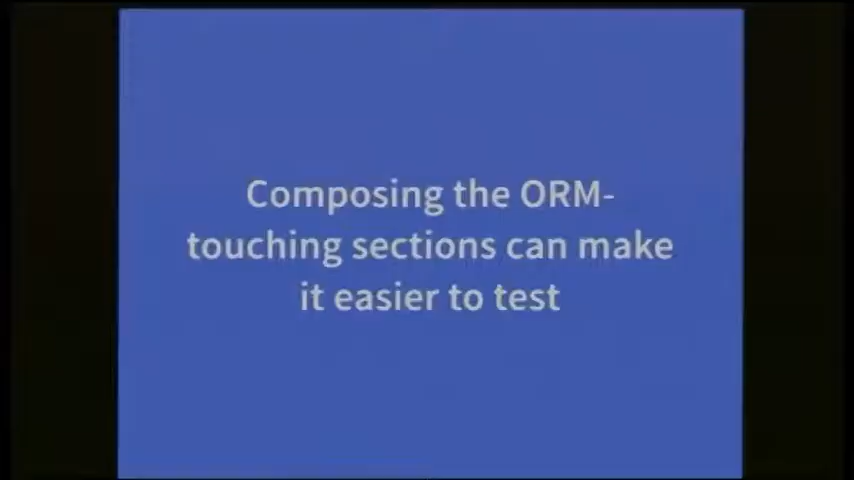 Composing the ORM-
touching sections can make
it easier to test